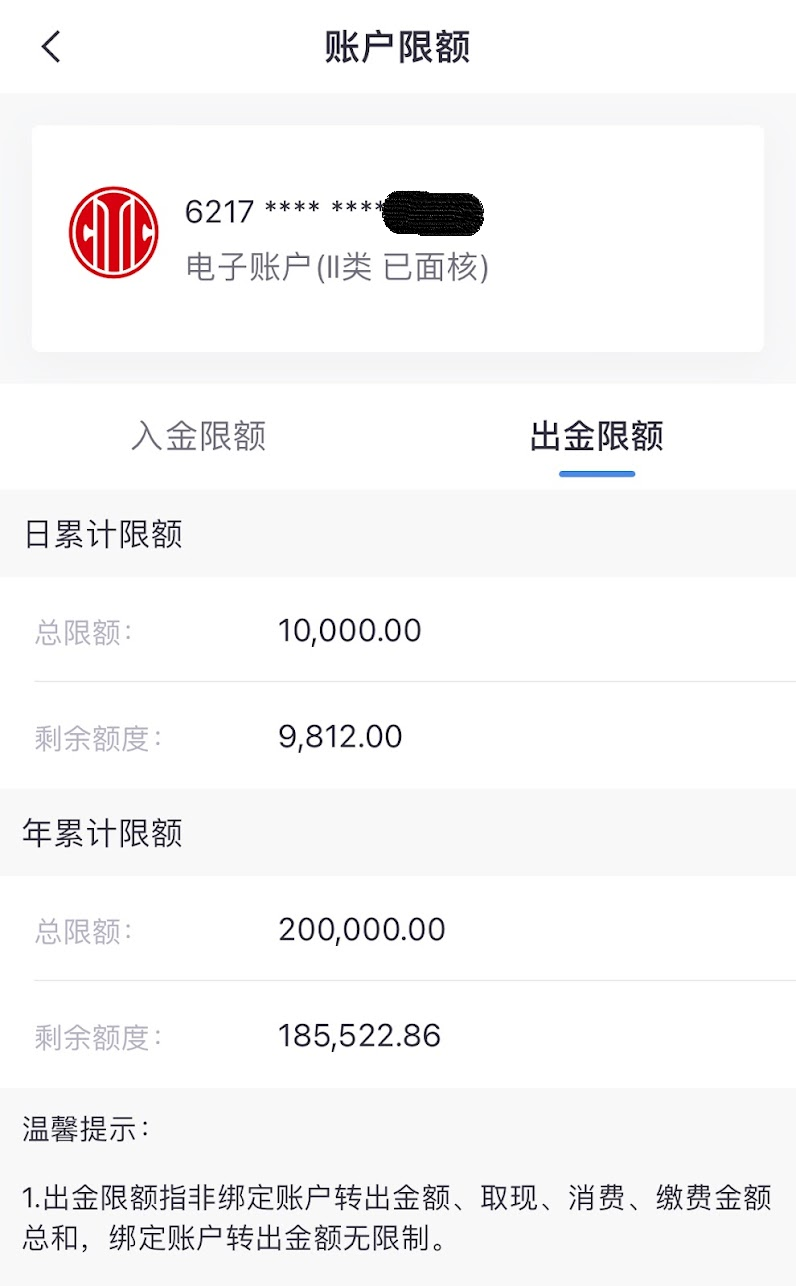 账户限额
6217 **** ****
电子账户(II类 已面核)
入金限额 出金限额
日累计限额
总限额: 10,000.00
剩余额度: 9,812.00
年累计限额
总限额: 200,000.00
剩余额度: 185,522.86
温馨提示:
1.出金限额指非绑定账户转出金额、取现、消费、缴费金额
总和，绑定账户转出金额无限制。